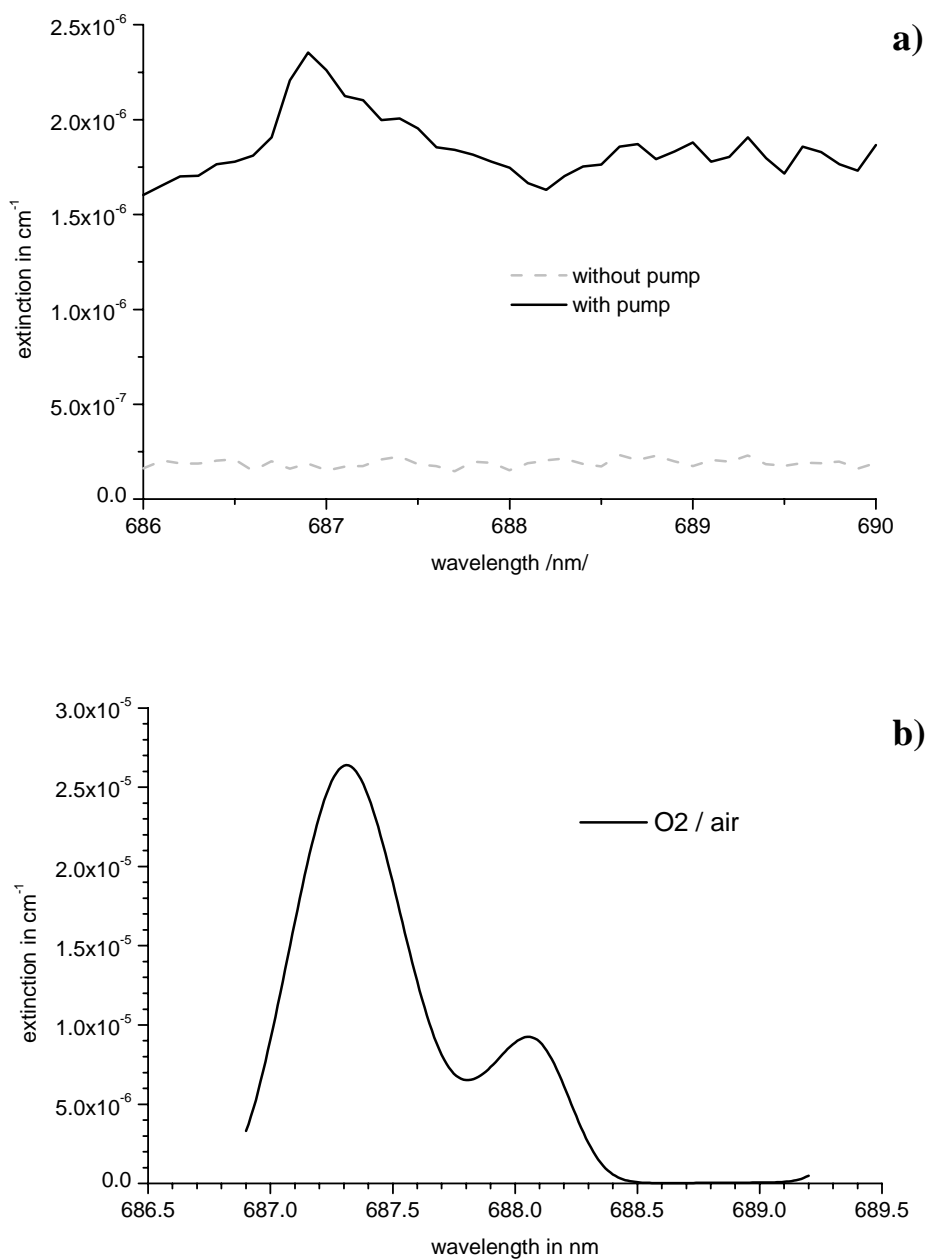 a)
2.5x10-6
2.0x10-6
1.5x10-6
1.0x10-6
5.0x10-7
0.0
extinction in cm-1
without pump
with pump
686 687 688 689 690
wavelength /nm/
b)
3.0x10-5
2.5x10-5
2.0x10-5
1.5x10-5
1.0x10-5
5.0x10-6
0.0
extinction in cm-1
O2 / air
686.5 687.0 687.5 688.0 688.5 689.0 689.5
wavelength in nm